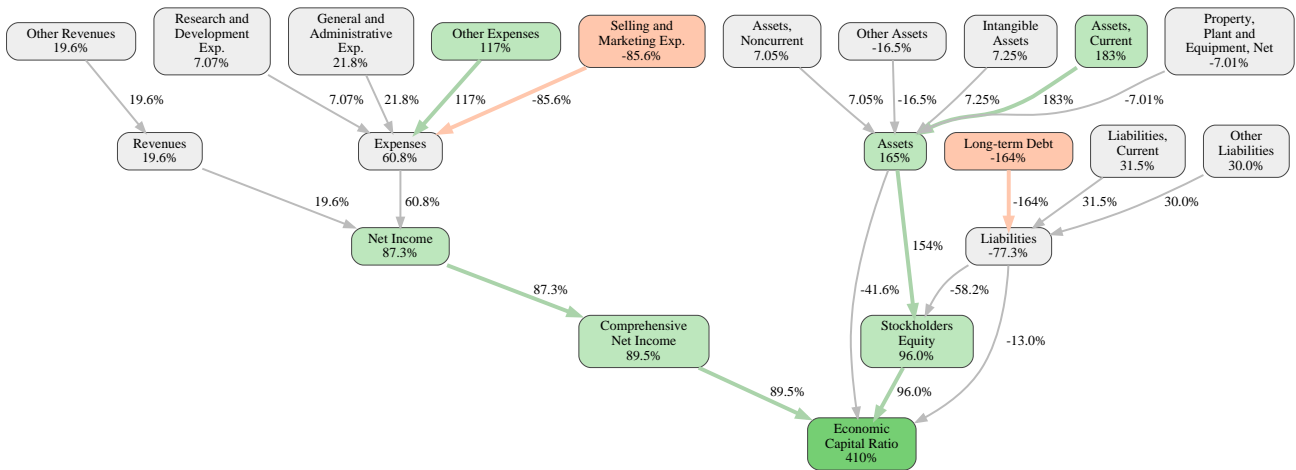 Other Revenues
19.6%
Research and
Development
Exp.
7.07%
General and
Administrative
Exp.
21.8%
Other Expenses
117%
Selling and
Marketing Exp.
-85.6%
Assets,
Noncurrent
7.05%
Other Assets
-16.5%
Intangible
Assets
7.25%
Assets,
Current
183%
Property,
Plant and
Equipment, Net
-7.01%
19.6%
7.07%
21.8%
117%
-85.6%
7.05%
-16.5%
7.25%
183%
-7.01%
Revenues
19.6%
Expenses
60.8%
Assets
165%
Long-term Debt
-164%
Liabilities,
Current
31.5%
Other
Liabilities
30.0%
19.6%
60.8%
-164%
31.5%
30.0%
Net Income
87.3%
154%
Liabilities
-77.3%
87.3%
-41.6%
-58.2%
Comprehensive
Net Income
89.5%
Stockholders
Equity
96.0%
-13.0%
89.5%
96.0%
Economic
Capital Ratio
410%